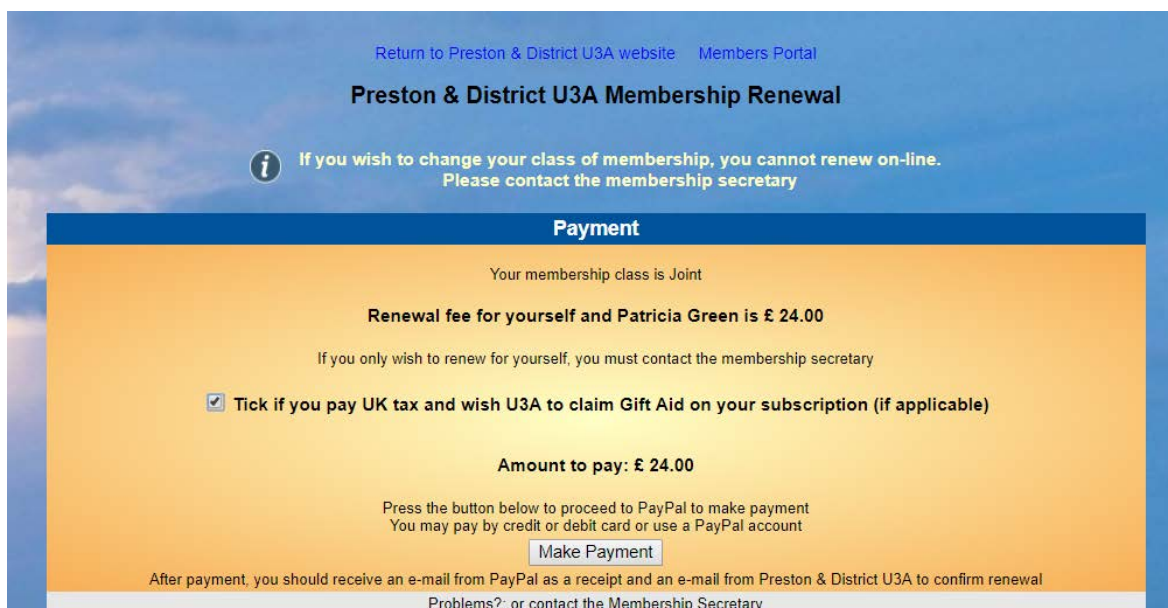 Return to Preston & District U3A website Members Portal
Preston & District U3A Membership Renewal
i If you wish to change your class of membership, you cannot renew on-line.
Please contact the membership secretary
Payment
Your membership class is Joint
Renewal fee for yourself and Patricia Green is £ 24.00
If you only wish to renew for yourself, you must contact the membership secretary
Tick if you pay UK tax and wish U3A to claim Gift Aid on your subscription (if applicable)
Amount to pay: £ 24.00
Press the button below to proceed to PayPal to make payment
You may pay by credit or debit card or use a PayPal account
Make Payment
After payment, you should receive an e-mail from PayPal as a receipt and an e-mail from Preston & District U3A to confirm renewal
Problems?: or contact the Membership Secretary